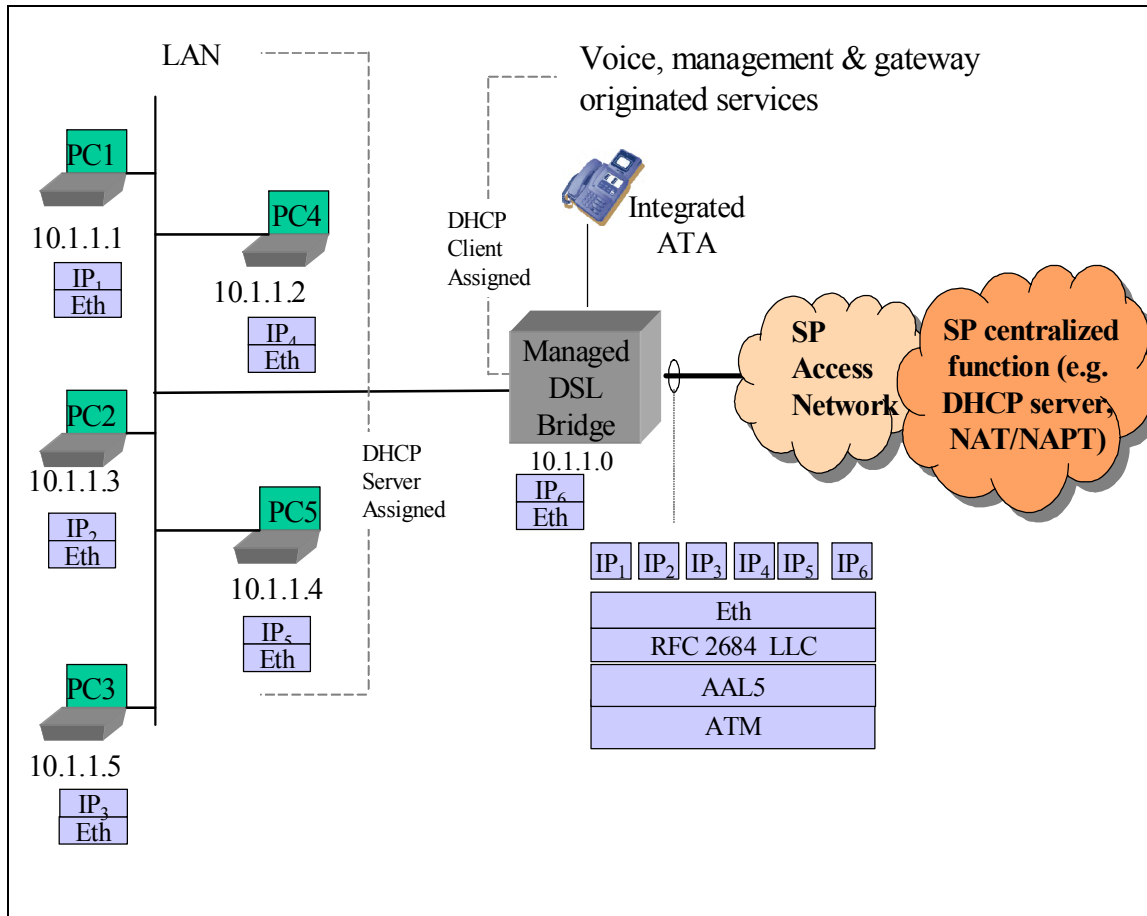 LAN
Voice, management & gateway
originated services
PC1
10.1.1.1
IP1
Eth
PC4
10.1.1.2
IP4
Eth
DHCP
Client
Assigned
Integrated
ATA
PC2
10.1.1.3
IP2
Eth
DHCP
Server
Assigned
Managed
DSL
Bridge
10.1.1.0
IP6
Eth
SP
Access
Network
SP centralized
function (e.g.
DHCP server,
NAT/NAPT)
PC5
10.1.1.4
IP5
Eth
PC3
10.1.1.5
IP3
Eth
IP1 IP2 IP3 IP4 IP5 IP6
Eth
RFC 2684 LLC
AAL5
ATM